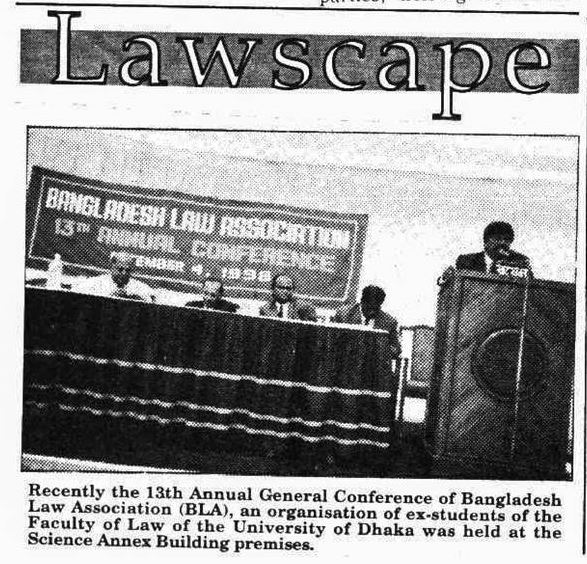 Lawscape
BANGLADESH LAW ASSOCIATION
13TH ANNUAL CONFERENCE
4, 1998
Recently the 13th Annual General Conference of Bangladesh
Law Association (BLA), an organisation of ex-students of the
Faculty of Law of the University of Dhaka was held at the
Science Annex Building premises.